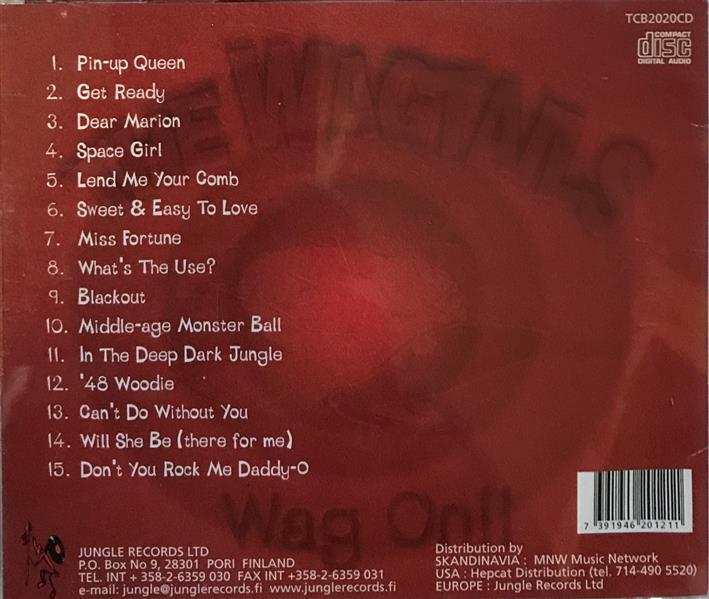 TCB2020CD
COMPACT
disc
DIGITAL AUDIO
E WAGTAILS
1. Pin-up Queen
2. Get Ready
3. Dear Marion
4. Space Girl
5. Lend Me Your Comb
6. Sweet & Easy To Love
7. Miss Fortune
8. What's The Use?
9. Blackout
10. Middle-age Monster Ball
11. In The Deep Dark Jungle
12. '48 Woodie
13. Can't Do Without You
14. Will She Be (there for me)
15. Don't You Rock Me Daddy-O
Wag On!!
7 391946 201211
JUNGLE RECORDS LTD
P.O. Box No 9, 28301 PORI FINLAND
TEL. INT + 358-2-6359 030 FAX INT +358-2-6359 031
e-mail: jungle@junglerecords.fi www.junglerecords.fi
Distribution by
SKANDINAVIA : MNW Music Network
USA : Hepcat Distribution (tel. 714-490 5520)
EUROPE : Jungle Records Ltd